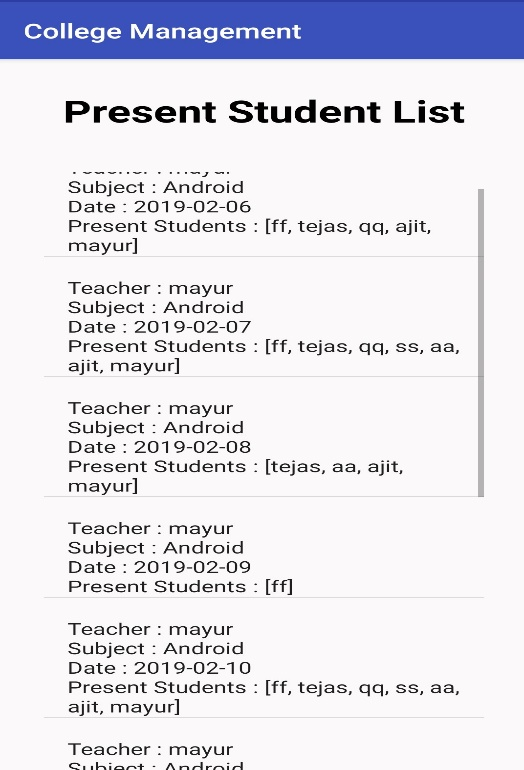 College Management
Present Student List
Teacher : mayur
Subject : Android
Date : 2019-02-06
Present Students : [ff, tejas, qq, ajit,
mayur]
Teacher : mayur
Subject : Android
Date : 2019-02-07
Present Students : [ff, tejas, qq, ss, aa,
ajit, mayur]
Teacher : mayur
Subject : Android
Date : 2019-02-08
Present Students : [tejas, aa, ajit,
mayur]
Teacher : mayur
Subject : Android
Date : 2019-02-09
Present Students : [ff]
Teacher : mayur
Subject : Android
Date : 2019-02-10
Present Students : [ff, tejas, qq, ss, aa,
ajit, mayur]
Teacher : mayur
Subject : Android